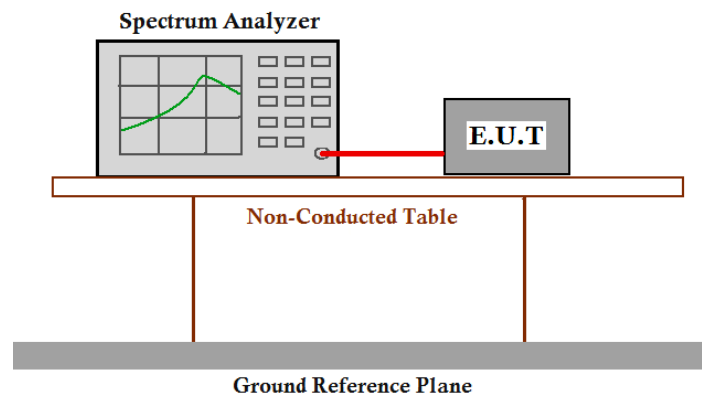 Spectrum Analyzer
E.U.T
Non-Conducted Table
Ground Reference Plane